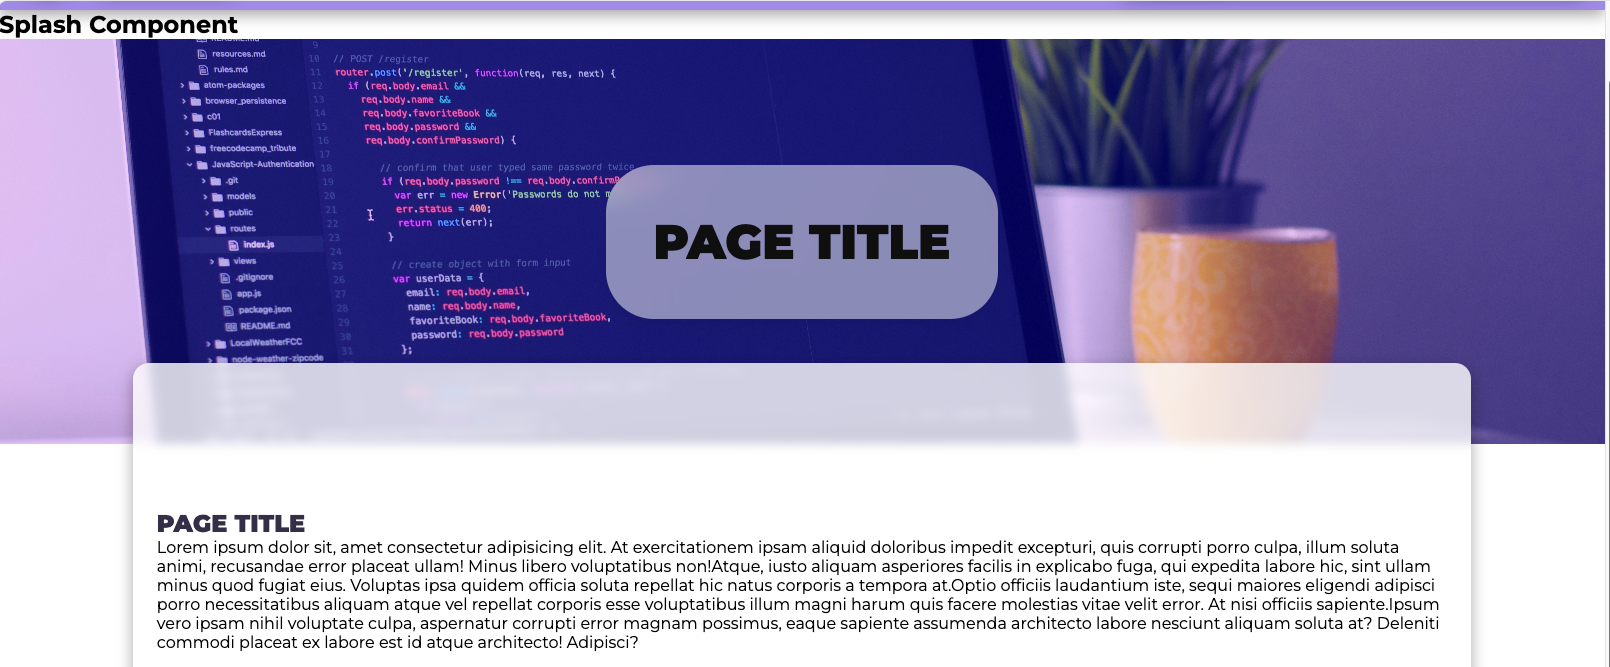 Splash Component
README.md
resources.md
rules.md
atom-packages
browser_persistence
c01
FlashcardsExpress
freecodecamp_tribute
JavaScript-Authentication
.git
models
public
routes
index.js
views
.gitignore
app.js
package.json
README.md
LocalWeatherFCC
node-weather-zipcode
9
10 // POST /register
11 router.post('/register', function(req, res, next) {
12 if (req.body.email &&
13 req.body.name &&
14 req.body.favoriteBook &&
15 req.body.password &&
16 req.body.confirmPassword) {
17
18 // confirm that user typed same password twice
19 if (req.body.password !== req.body.confirm
20 var err = new Error('Passwords do not m
21 err.status = 400;
22 return next(err);
23 }
24
25 // create object with form input
26 var userData = {
27 email: req.body.email,
28 name: req.body.name,
29 favoriteBook: req.body.favoriteBook,
30 password: req.body.password
31 };
PAGE TITLE
PAGE TITLE
Lorem ipsum dolor sit, amet consectetur adipisicing elit. At exercitationem ipsam aliquid doloribus impedit excepturi, quis corrupti porro culpa, illum soluta
animi, recusandae error placeat ullam! Minus libero voluptatibus non!Atque, iusto aliquam asperiores facilis in explicabo fuga, qui expedita labore hic, sint ullam
minus quod fugiat eius. Voluptas ipsa quidem officia soluta repellat hic natus corporis a tempora at.Optio officiis laudantium iste, sequi maiores eligendi adipisci
porro necessitatibus aliquam atque vel repellat corporis esse voluptatibus illum magni harum quis facere molestias vitae velit error. At nisi officiis sapiente.Ipsum
vero ipsam nihil voluptate culpa, aspernatur corrupti error magnam possimus, eaque sapiente assumenda architecto labore nesciunt aliquam soluta at? Deleniti
commodi placeat ex labore est id atque architecto! Adipisci?